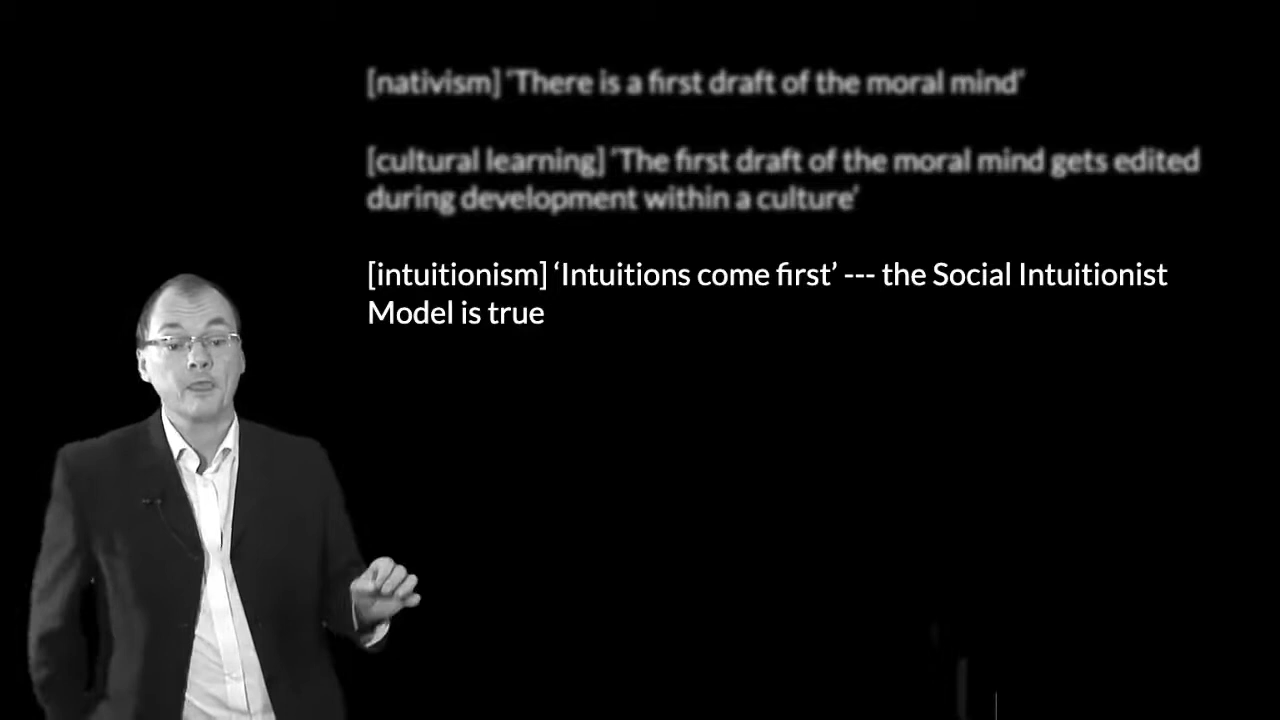 [nativism] ‘There is a first draft of the moral mind’
[cultural learning] ‘The first draft of the moral mind gets edited
during development within a culture’
[intuitionism] ‘Intuitions come first’ --- the Social Intuitionist
Model is true